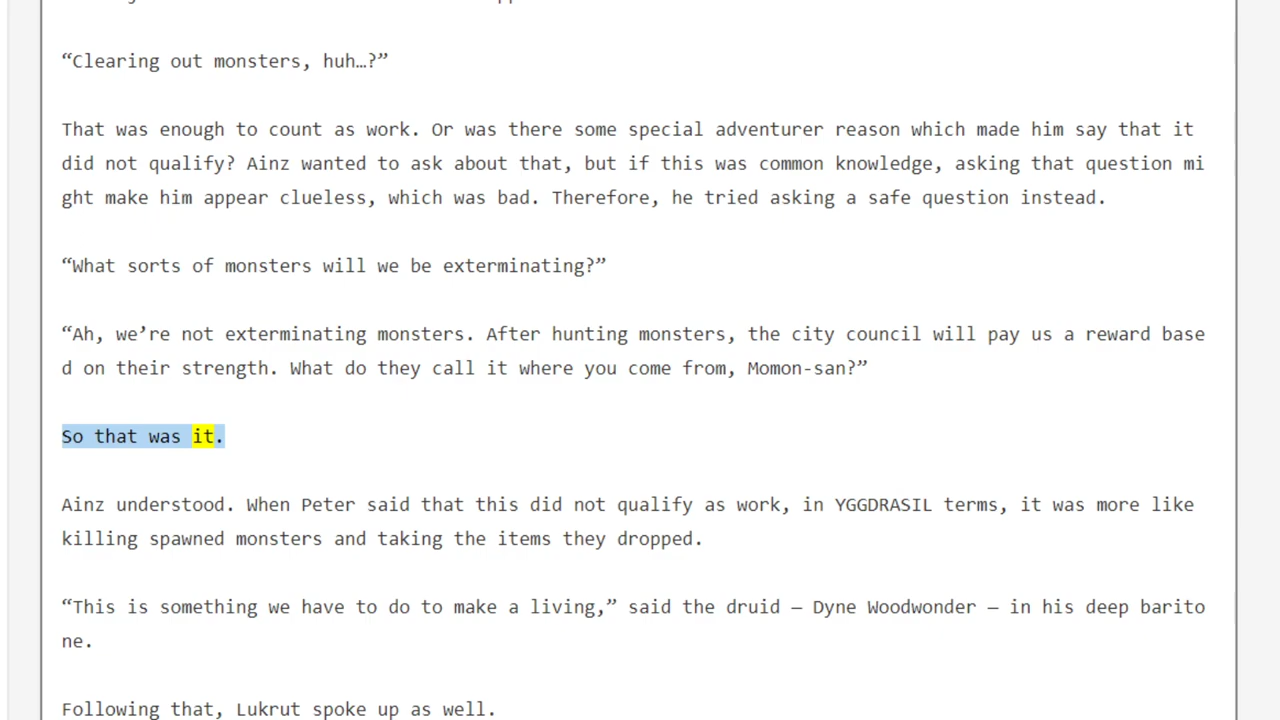 “Clearing out monsters, huh…?”
That was enough to count as work. Or was there some special adventurer reason which made him say that it
did not qualify? Ainz wanted to ask about that, but if this was common knowledge, asking that question mi
ght make him appear clueless, which was bad. Therefore, he tried asking a safe question instead.
“What sorts of monsters will we be exterminating?”
“Ah, we’re not exterminating monsters. After hunting monsters, the city council will pay us a reward base
d on their strength. What do they call it where you come from, Momon-san?”
So that was it.
Ainz understood. When Peter said that this did not qualify as work, in YGGDRASIL terms, it was more like
killing spawned monsters and taking the items they dropped.
“This is something we have to do to make a living,” said the druid — Dyne Woodwonder — in his deep barito
ne.
Following that, Lukrut spoke up as well.